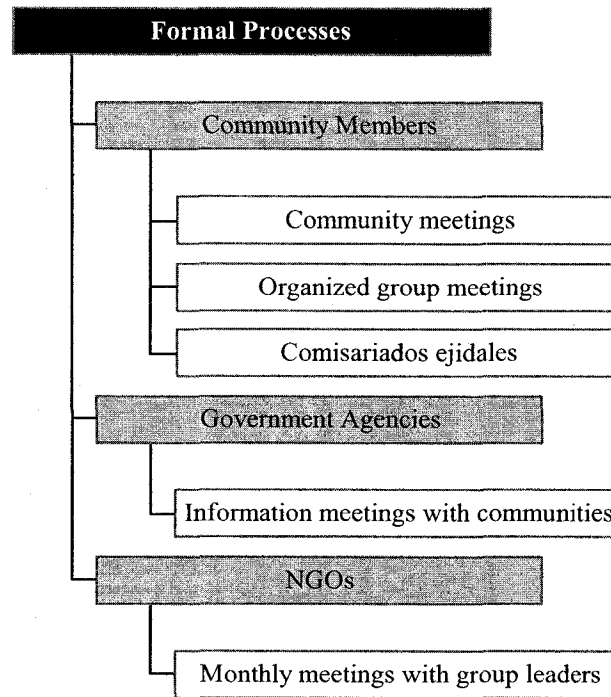 Formal Processes
Community Members
Community meetings
Organized group meetings
Comisariados ejidales
Government Agencies
Information meetings with communities
NGOs
Monthly meetings with group leaders